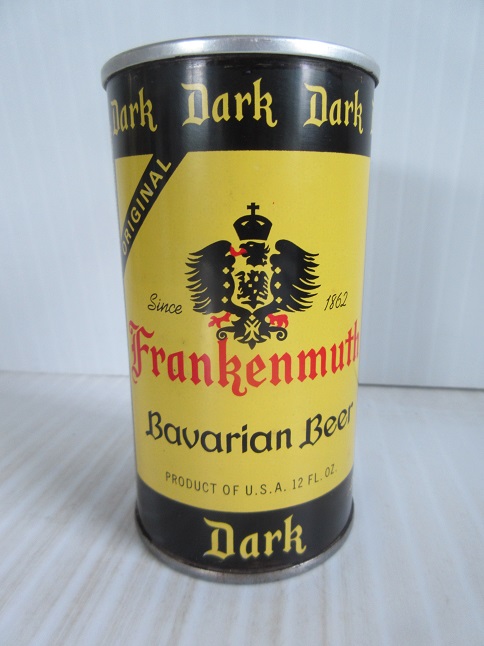 Dark Dark Dark
ORIGINAL
Since 1862
Frankenmuth
Bavarian Beer
PRODUCT OF U.S.A. 12 FL. OZ.
Dark